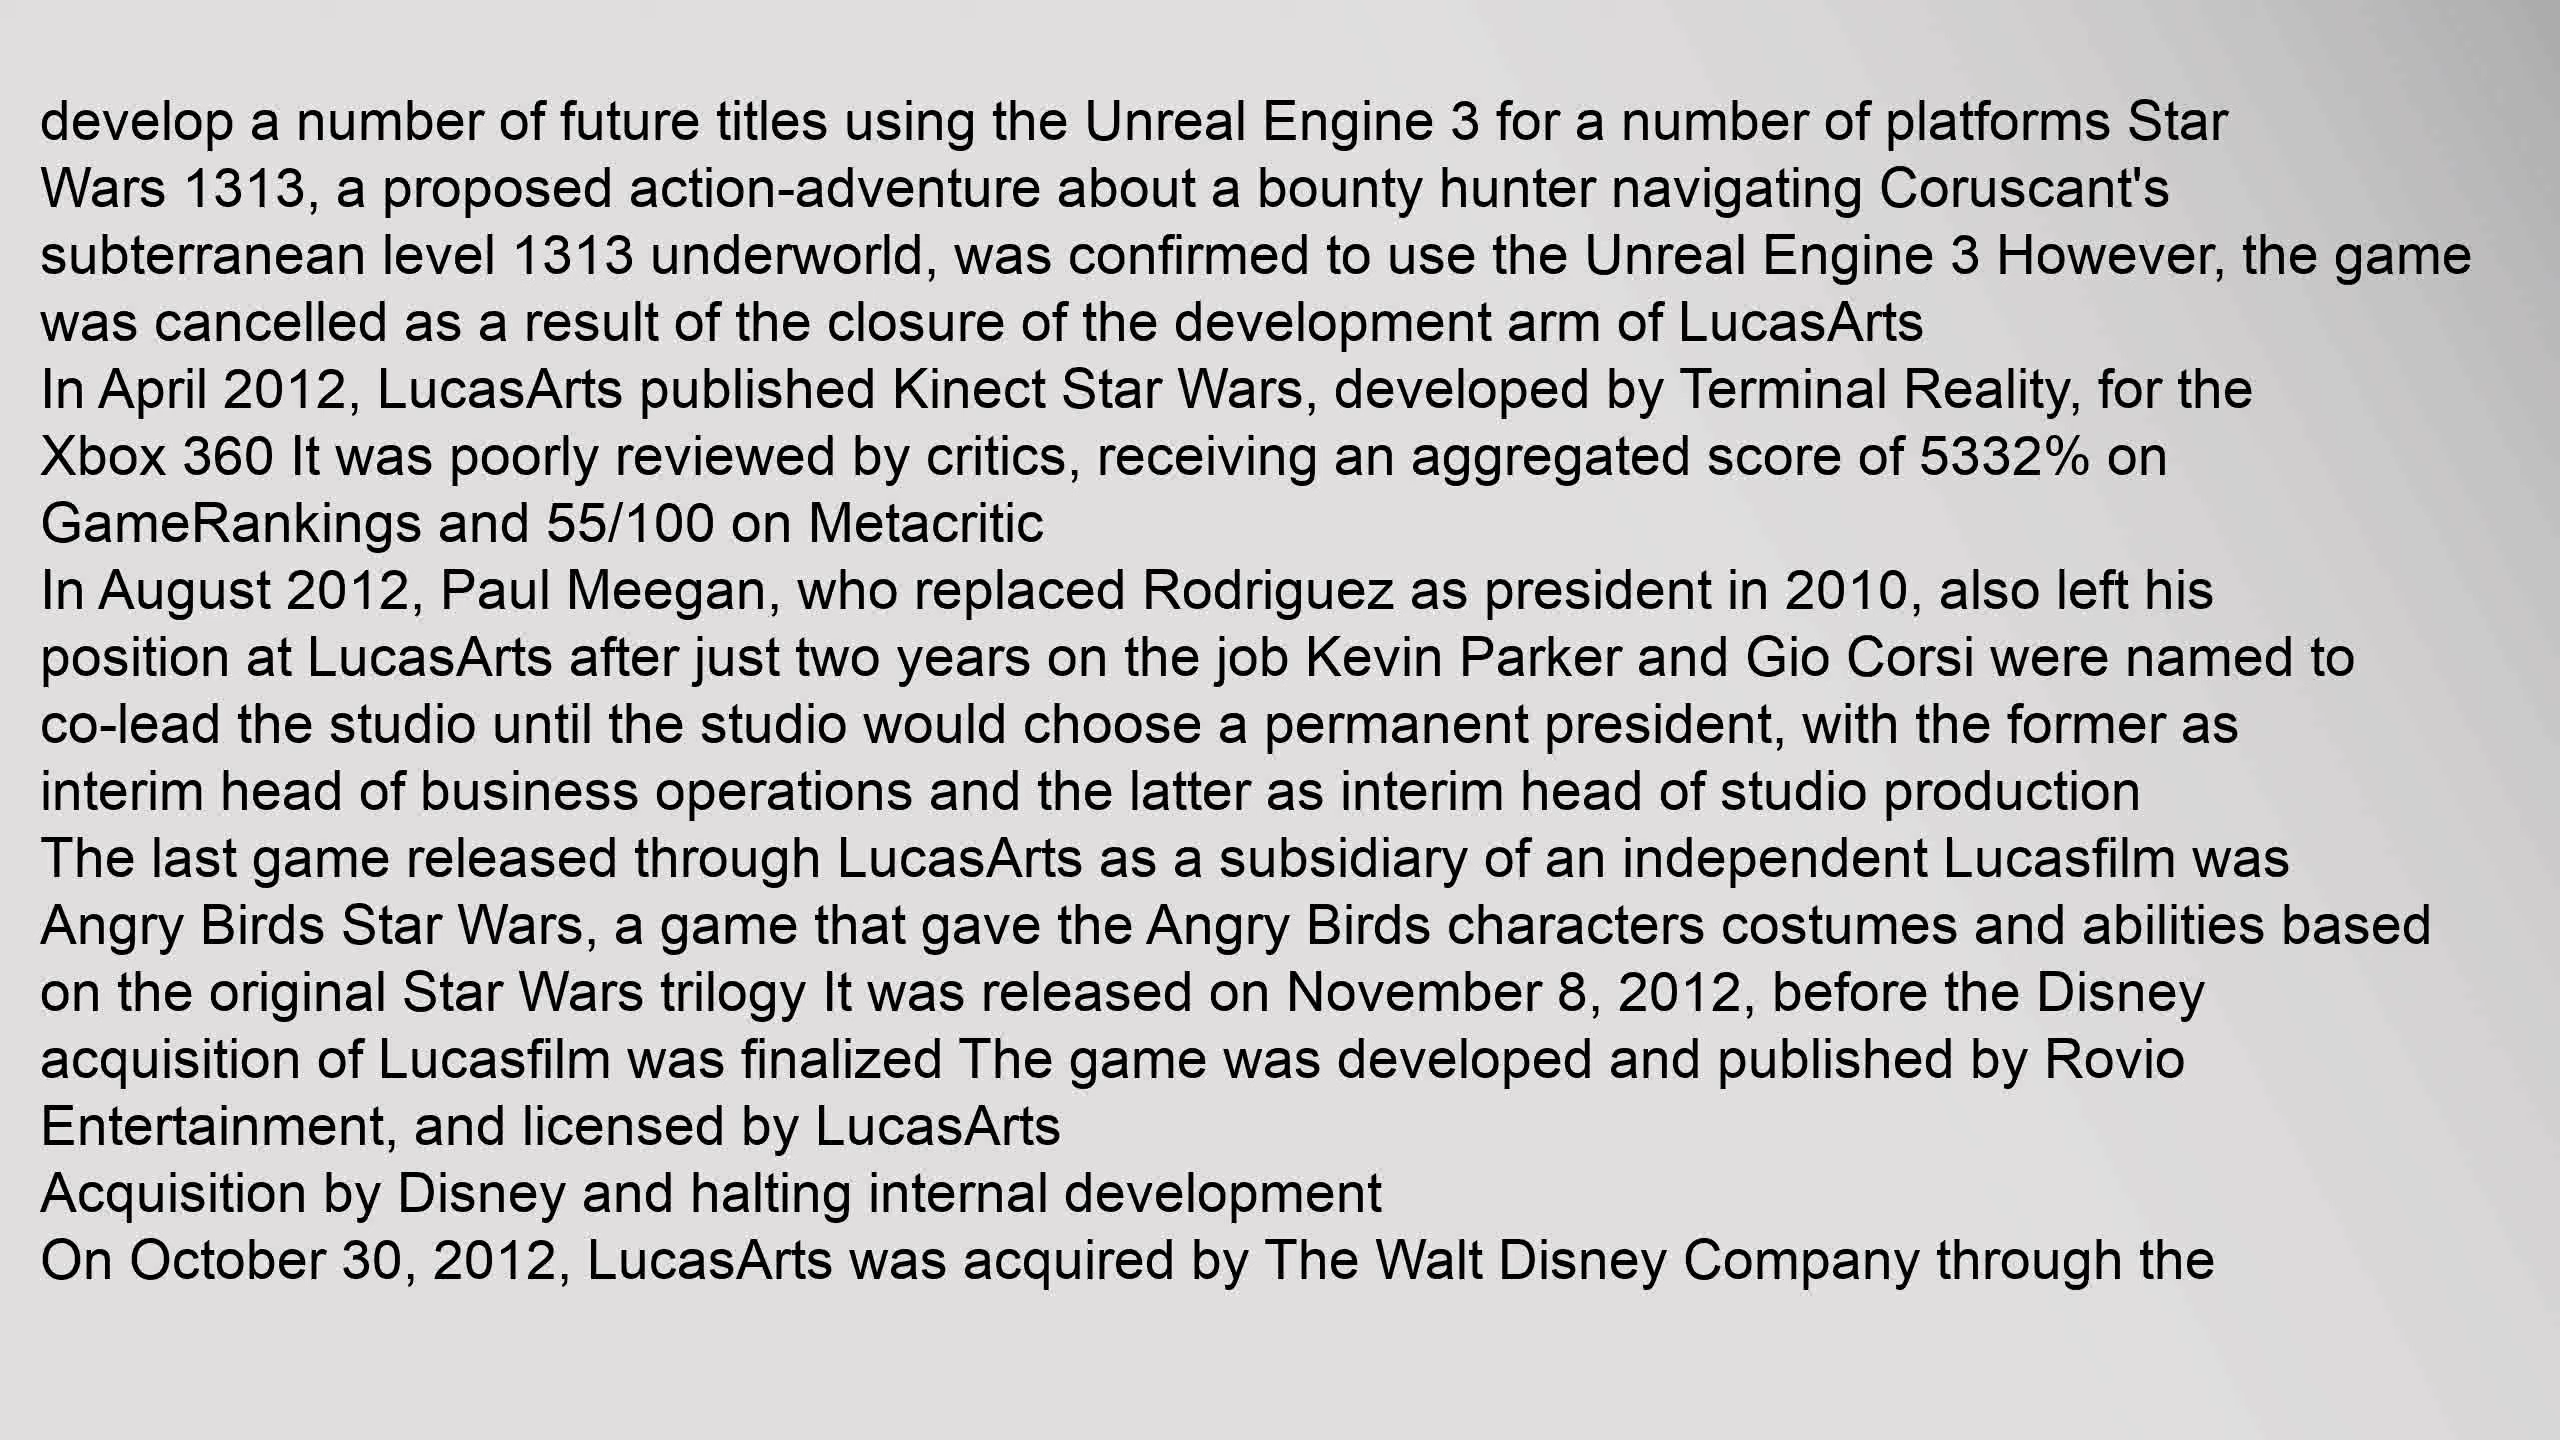 develop a number of future titles using the Unreal Engine 3 for a number of platforms Star
Wars 1313, a proposed action-adventure about a bounty hunter navigating Coruscant's
subterranean level 1313 underworld, was confirmed to use the Unreal Engine 3 However, the game
was cancelled as a result of the closure of the development arm of LucasArts
In April 2012, LucasArts published Kinect Star Wars, developed by Terminal Reality, for the
Xbox 360 It was poorly reviewed by critics, receiving an aggregated score of 5332% on
GameRankings and 55/100 on Metacritic
In August 2012, Paul Meegan, who replaced Rodriguez as president in 2010, also left his
position at LucasArts after just two years on the job Kevin Parker and Gio Corsi were named to
co-lead the studio until the studio would choose a permanent president, with the former as
interim head of business operations and the latter as interim head of studio production
The last game released through LucasArts as a subsidiary of an independent Lucasfilm was
Angry Birds Star Wars, a game that gave the Angry Birds characters costumes and abilities based
on the original Star Wars trilogy It was released on November 8, 2012, before the Disney
acquisition of Lucasfilm was finalized The game was developed and published by Rovio
Entertainment, and licensed by LucasArts
Acquisition by Disney and halting internal development
On October 30, 2012, LucasArts was acquired by The Walt Disney Company through the